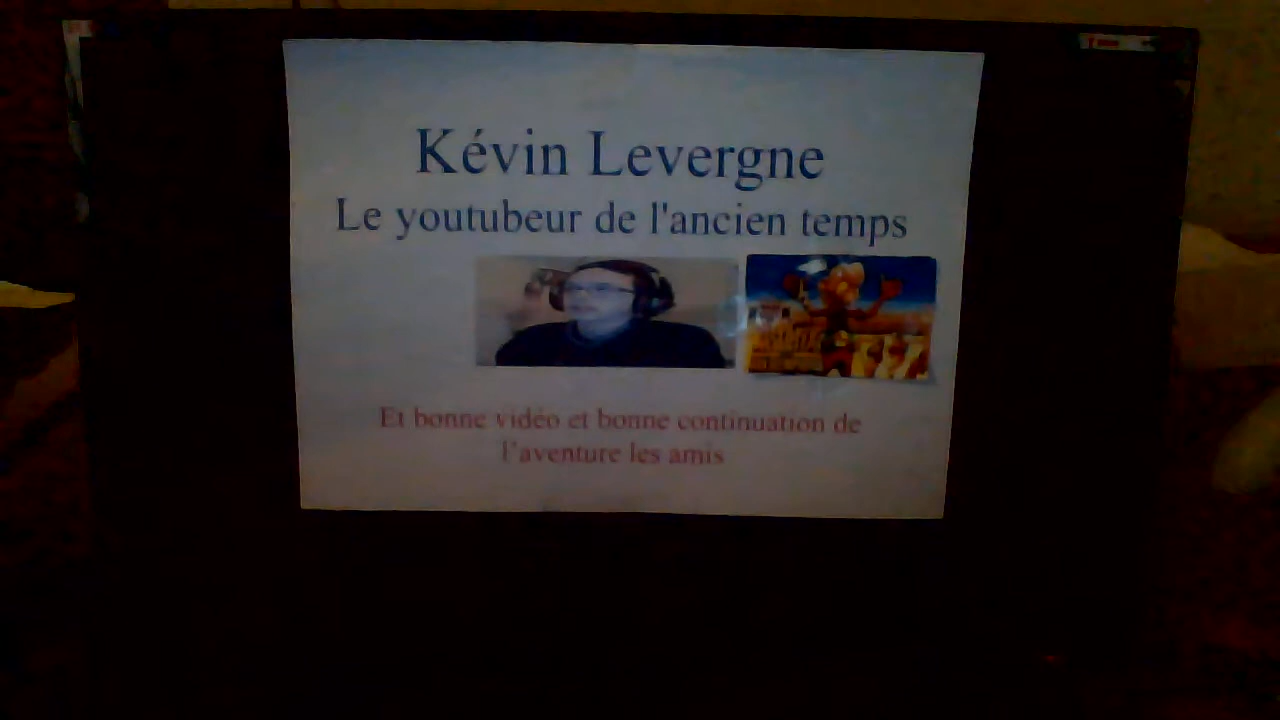 Kévin Levergne
Le youtubeur de l'ancien temps
Et bonne vidéo et bonne continuation de
l'aventure les amis